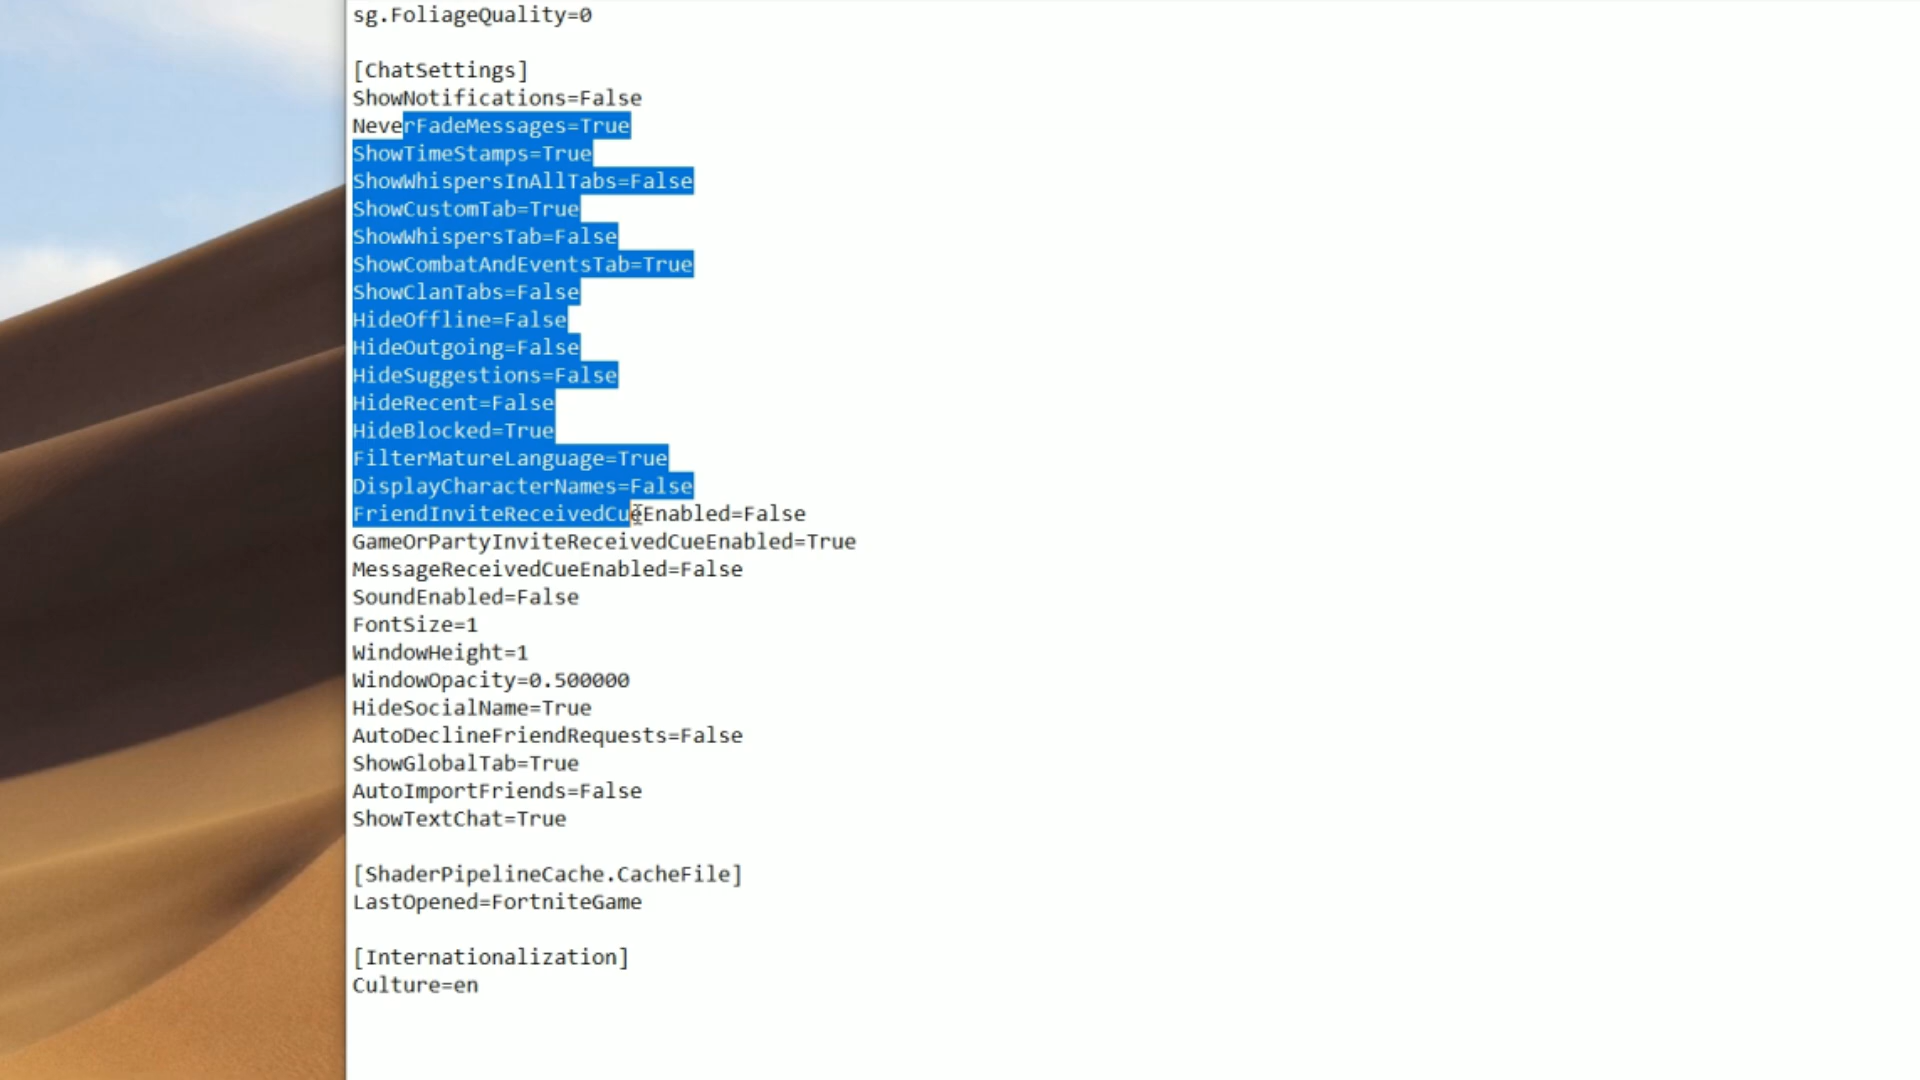 sg.FoliageQuality=0
[ChatSettings]
ShowNotifications=False
NeverFadeMessages=True
ShowTimeStamps=True
ShowWhispersInAllTabs=False
ShowCustomTab=True
ShowWhispersTab=False
ShowCombatAndEventsTab=True
ShowClanTabs=False
HideOffline=False
HideOutgoing=False
HideSuggestions=False
HideRecent=False
HideBlocked=True
FilterMatureLanguage=True
DisplayCharacterNames=False
FriendInviteReceivedCueEnabled=False
GameOrPartyInviteReceivedCueEnabled=True
MessageReceivedCueEnabled=False
SoundEnabled=False
FontSize=1
WindowHeight=1
WindowOpacity=0.500000
HideSocialName=True
AutoDeclineFriendRequests=False
ShowGlobalTab=True
AutoImportFriends=False
ShowTextChat=True
[ShaderPipelineCache.CacheFile]
LastOpened=FortniteGame
[Internationalization]
Culture=en